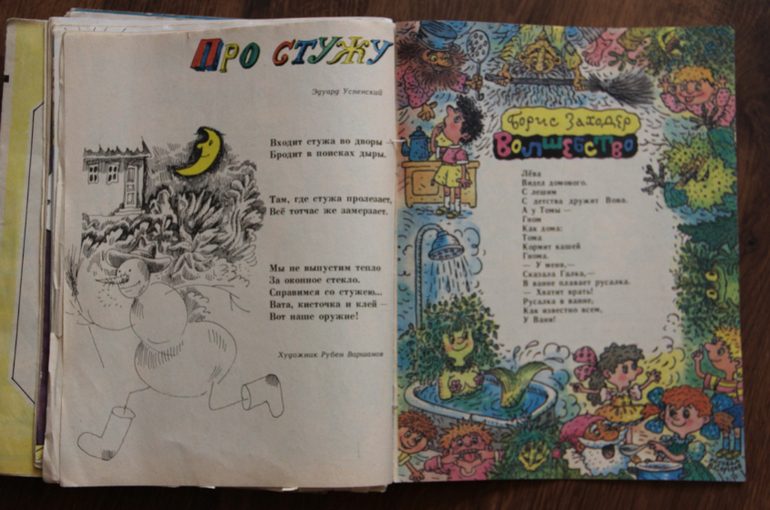 Про стужу
Эдуард Успенский
Входит стужа во дворы —
Бродит в поисках дыры.
Там, где стужа пролезает,
Всё тотчас же замерзает.
Мы не выпустим тепло
За оконное стекло.
Справимся со стужею...
Вата, кисточка и клей —
Вот наше оружие!
Художник Рубен Варшамов
Борис Заходер
Волшебство
Лёва
Видел домового.
С лешим
С детства дружит Вова.
А у Томы —
Гном
Как дома:
Тома
Кормит кашей
Гнома.
— У меня,—
Сказала Галка,—
В ванне плавает русалка.
— Хватит врать!
Русалка в ванне,
Как известно всем,
У Вани!